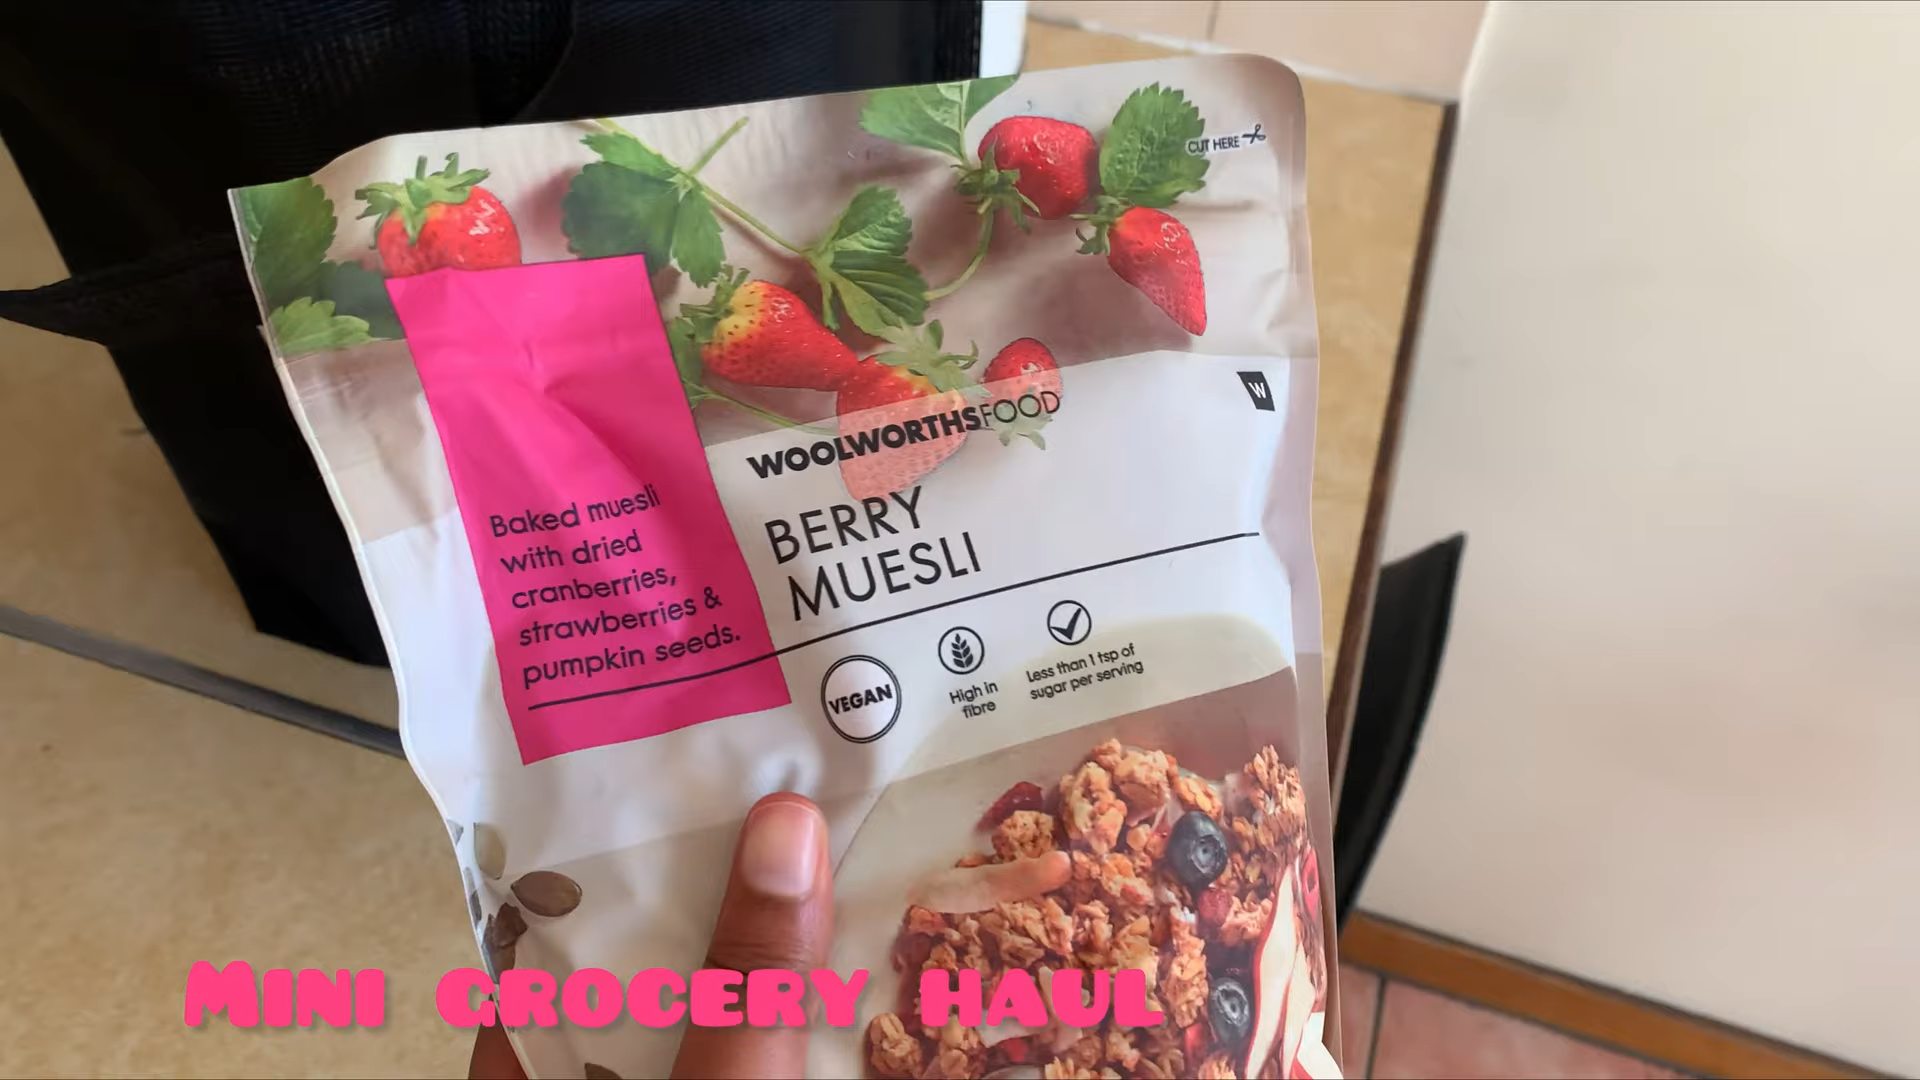 CUT HERE
W
WOOLWORTHSFOOD
BERRY
MUESLI
Baked muesli
with dried
cranberries,
strawberries &
pumpkin seeds.
VEGAN
High in
fibre
Less than 1 tsp of
sugar per serving
MINI GROCERY HAUL